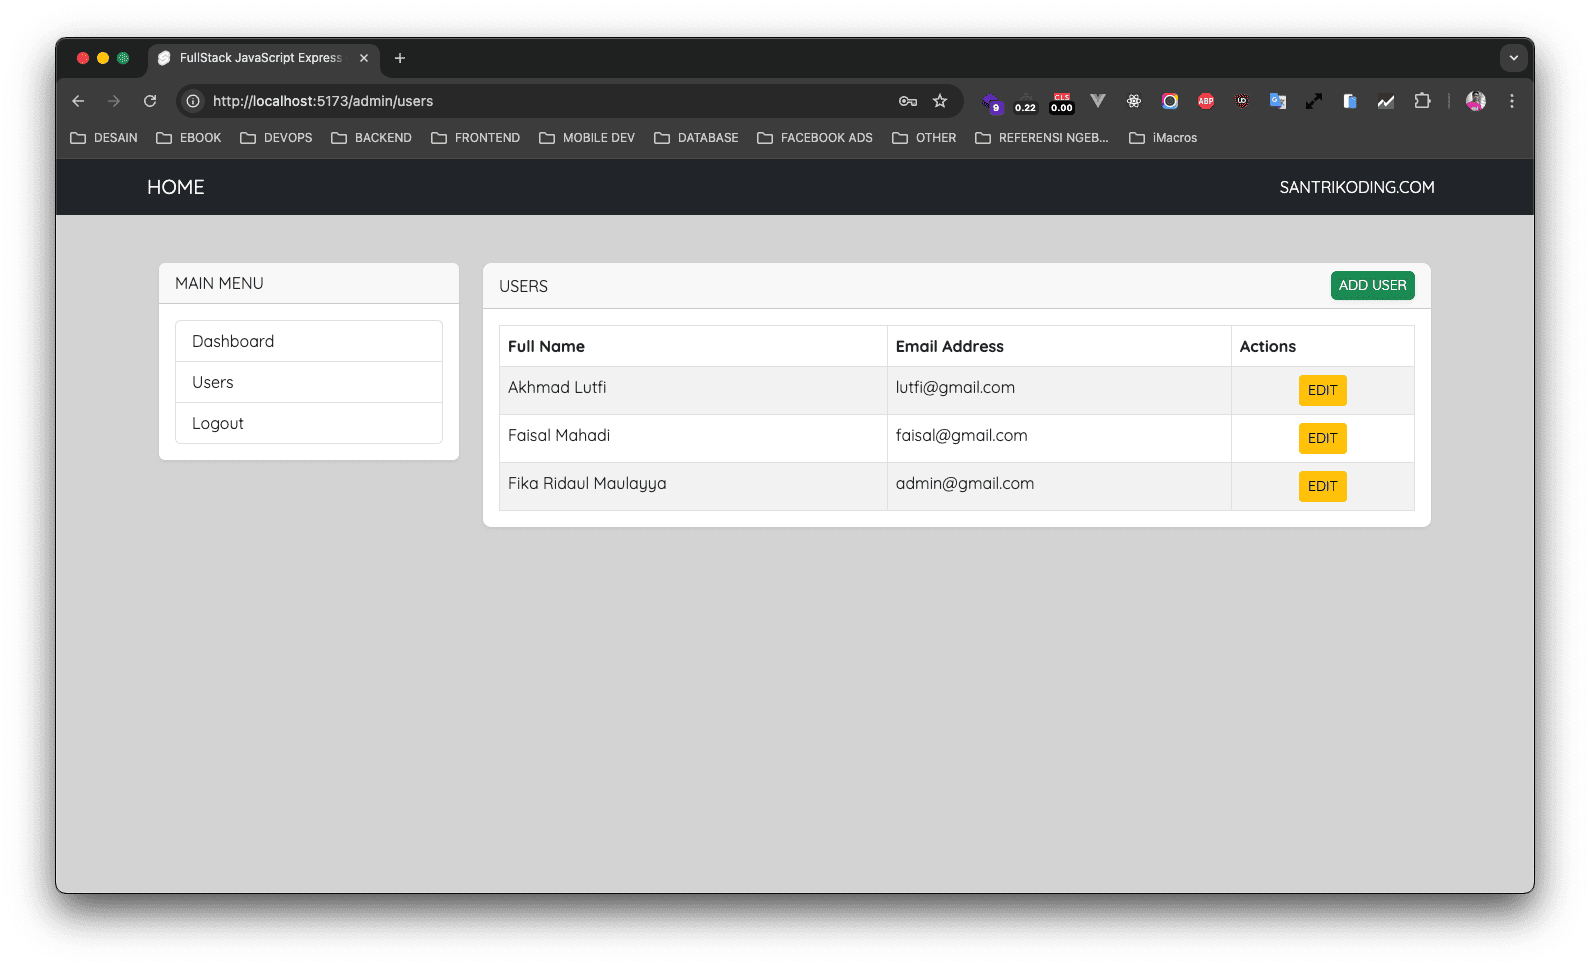 FullStack JavaScript Express
http://localhost:5173/admin/users
9
0.22
CLS
0.00
ABP
DESAIN
EBOOK
DEVOPS
BACKEND
FRONTEND
MOBILE DEV
DATABASE
FACEBOOK ADS
OTHER
REFERENSI NGEB...
iMacros
HOME
SANTRIKODING.COM
MAIN MENU
Dashboard
Users
Logout
USERS
ADD USER
Full Name Email Address Actions
Akhmad Lutfi lutfi@gmail.com EDIT
Faisal Mahadi faisal@gmail.com EDIT
Fika Ridaul Maulayya admin@gmail.com EDIT